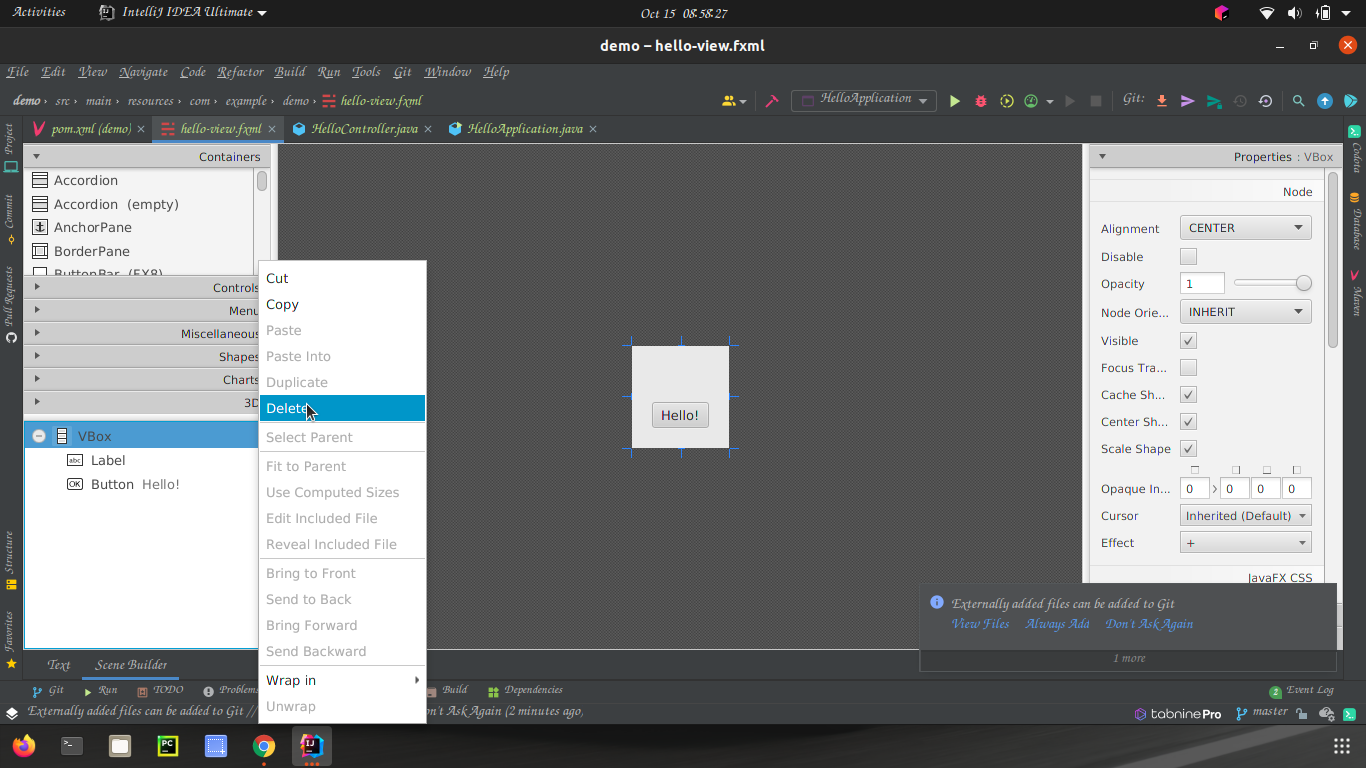 Activities
IntelliJ IDEA Ultimate
Oct 15 08:58:27
demo – hello-view.fxml
File Edit View Navigate Code Refactor Build Run Tools Git Window Help
demo › src › main › resources › com › example › demo › hello-view.fxml
HelloApplication
Git:
pom.xml (demo)
hello-view.fxml
HelloController.java
HelloApplication.java
Project
Commit
Pull Requests
Structure
Favorites
Containers
Accordion
Accordion (empty)
AnchorPane
BorderPane
ButtonBar (FX8)
Controls
Menu
Miscellaneous
Shapes
Charts
3D
VBox
abc Label
OK Button Hello!
Cut
Copy
Paste
Paste Into
Duplicate
Delete
Select Parent
Fit to Parent
Use Computed Sizes
Edit Included File
Reveal Included File
Bring to Front
Send to Back
Bring Forward
Send Backward
Wrap in
Unwrap
Hello!
Properties : VBox
Node
Alignment CENTER
Disable
Opacity 1
Node Orie... INHERIT
Visible
Focus Tra...
Cache Sh...
Center Sh...
Scale Shape
Opaque In... 0 0 0 0
Cursor Inherited (Default)
Effect +
JavaFX CSS
Codota
Database
Maven
Externally added files can be added to Git
View Files Always Add Don't Ask Again
1 more
Text
Scene Builder
Git
Run
TODO
Problems
Build
Dependencies
2 Event Log
Externally added files can be added to Git //
n't Ask Again (2 minutes ago)
tabnine Pro
master
PC
IJ